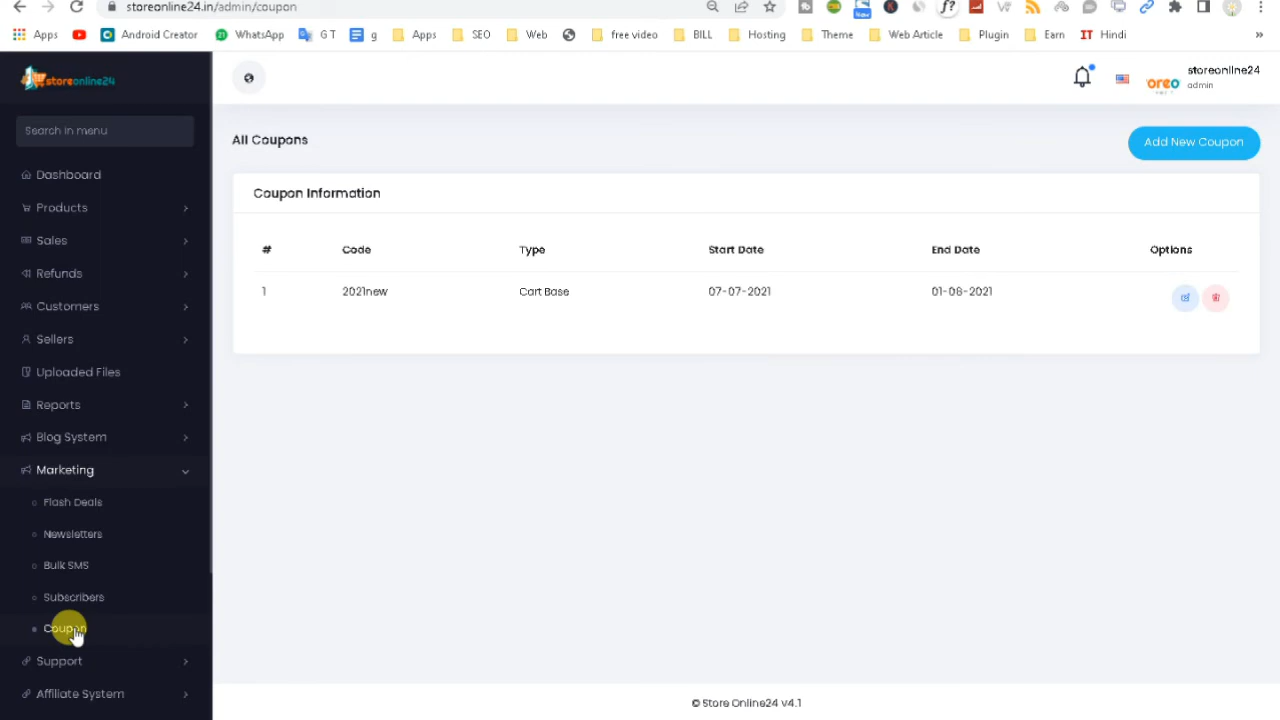 storeonline24.in/admin/coupon
Apps Android Creator WhatsApp G T g Apps SEO Web free video BILL Hosting Theme Web Article Plugin Earn IT Hindi »
storeonline24
storeonline24
admin
oreo
Search in menu
All Coupons
Add New Coupon
Dashboard
Products
Sales
Refunds
Customers
Sellers
Uploaded Files
Reports
Blog System
Marketing
Flash Deals
Newsletters
Bulk SMS
Subscribers
Coupon
Support
Affiliate System
Coupon Information
# Code Type Start Date End Date Options
1 2021new Cart Base 07-07-2021 01-08-2021
© Store Online24 v4.1